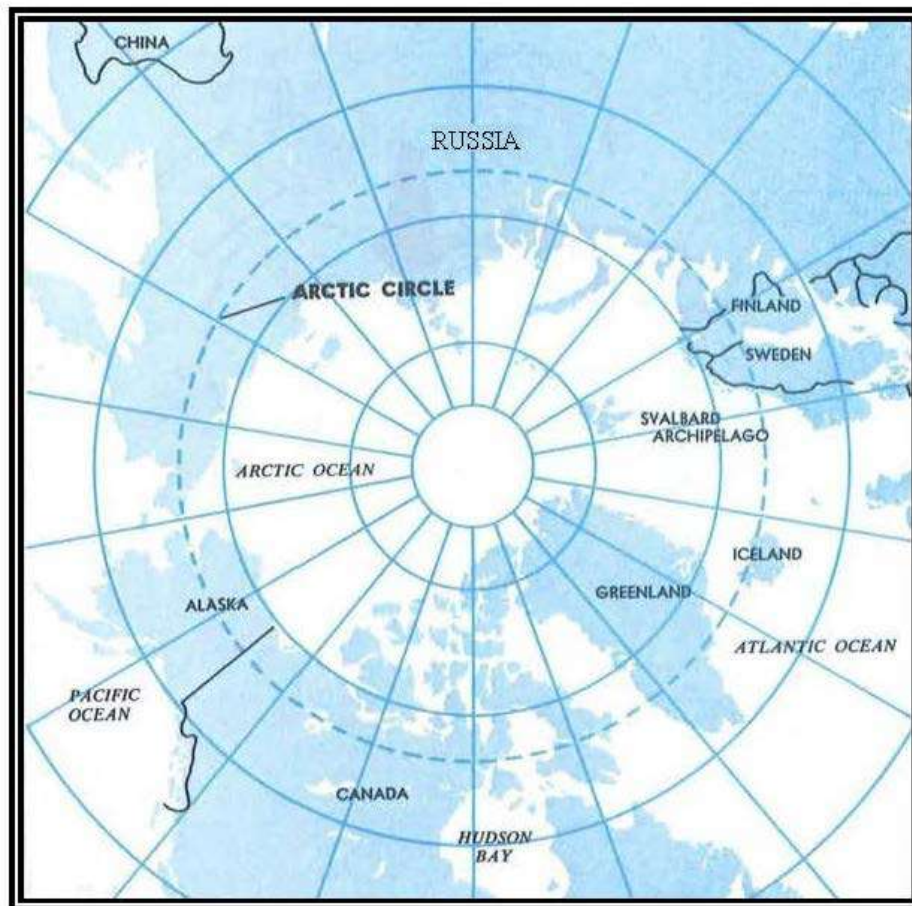 CHINA
RUSSIA
ARCTIC CIRCLE
FINLAND
SWEDEN
SVALBARD
ARCHIPELAGO
ARCTIC OCEAN
ICELAND
GREENLAND
ALASKA
ATLANTIC OCEAN
PACIFIC
OCEAN
CANADA
HUDSON
BAY